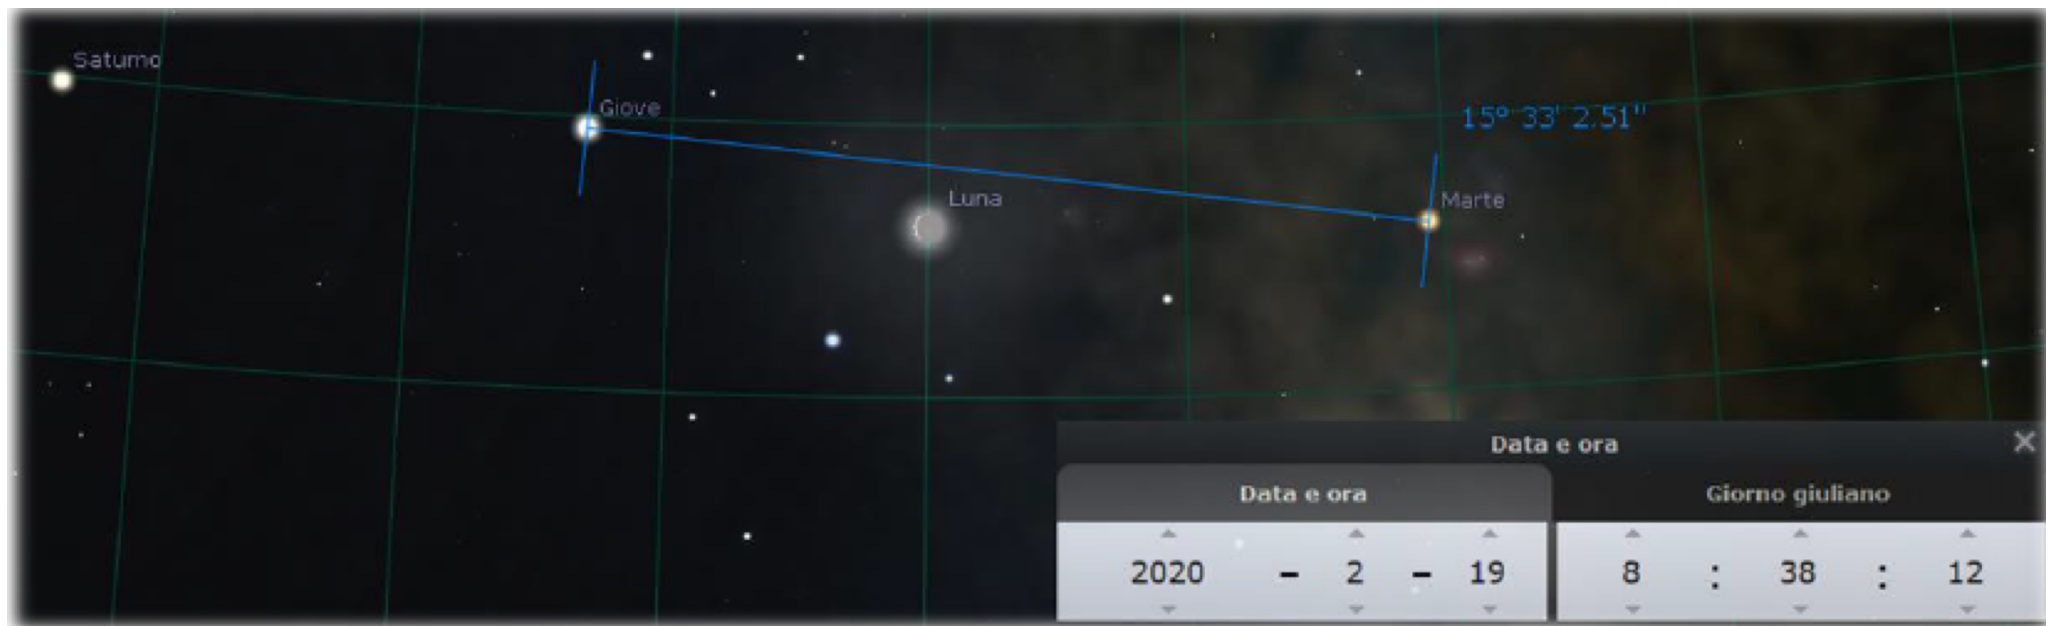 Saturno
Giove
15° 33' 2.51"
Luna
Marte
Data e ora
Data e ora
Giorno giuliano
2020 - 2 - 19 8 : 38 : 12